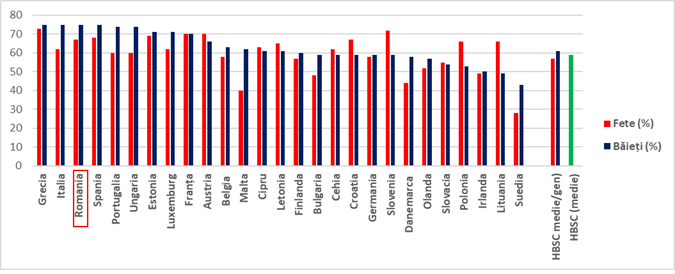 80
70
60
50
40
30
20
10
0
Grecia
Italia
Romania
Spania
Portugalia
Ungaria
Estonia
Luxemburg
Franța
Austria
Belgia
Malta
Cipru
Letonia
Finlanda
Bulgaria
Cehia
Croatia
Germania
Slovenia
Danemarca
Olanda
Slovacia
Polonia
Irlanda
Lituania
Suedia
HBSC medie/gen)
HBSC (medie)
Fete (%)
Băieți (%)